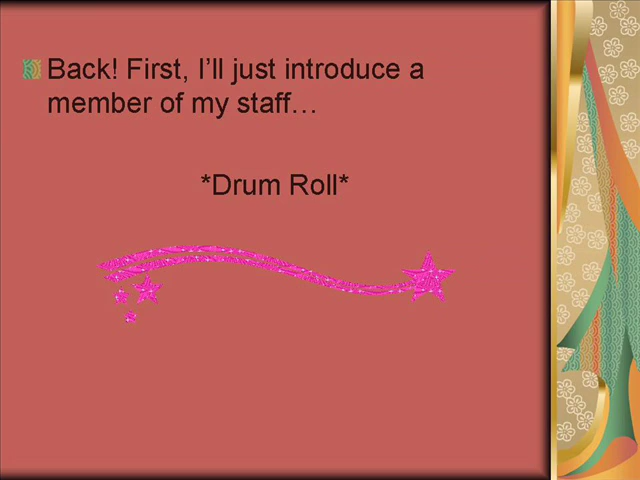 Back! First, I’ll just introduce a
member of my staff…
*Drum Roll*